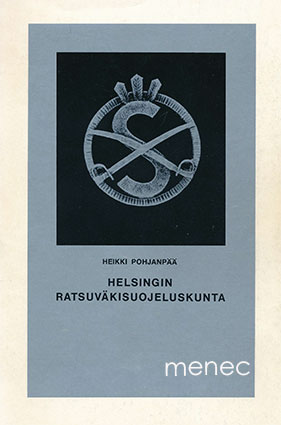 S
HEIKKI POHJANPÄÄ
HELSINGIN
RATSUVÄKISUOJELUSKUNTA
menec